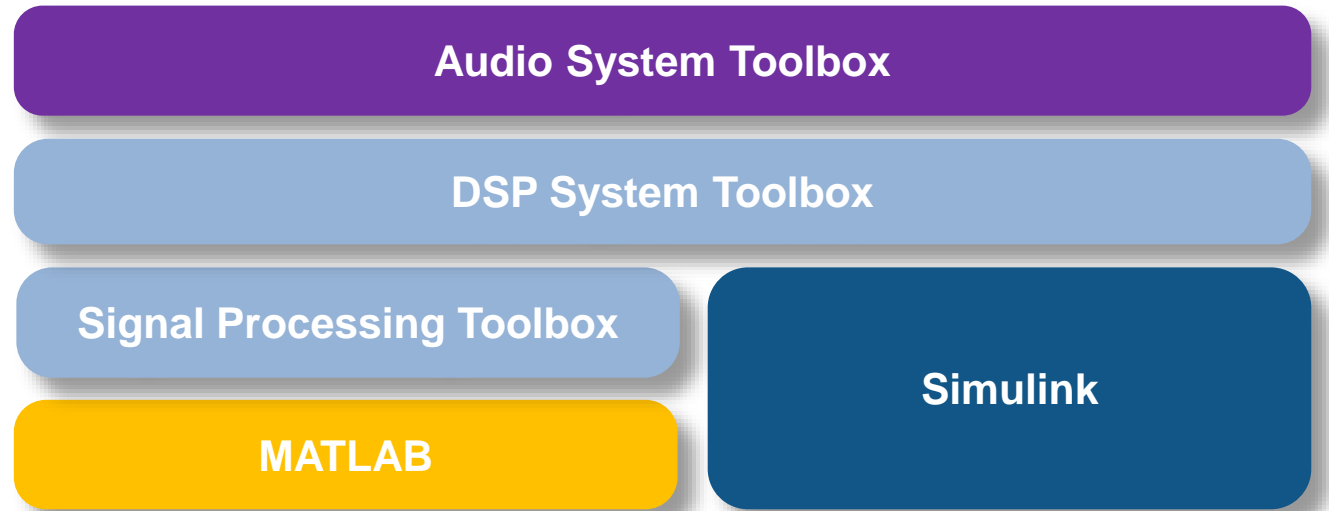 Audio System Toolbox
DSP System Toolbox
Signal Processing Toolbox
Simulink
MATLAB